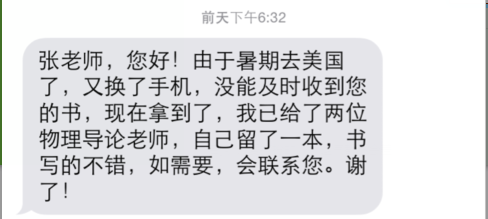 前天下午6:32
张老师，您好！由于暑期去美国
了，又换了手机，没能及时收到您
的书，现在拿到了，我已给了两位
物理导论老师，自己留了一本，书
写的不错，如需要，会联系您。谢
了！